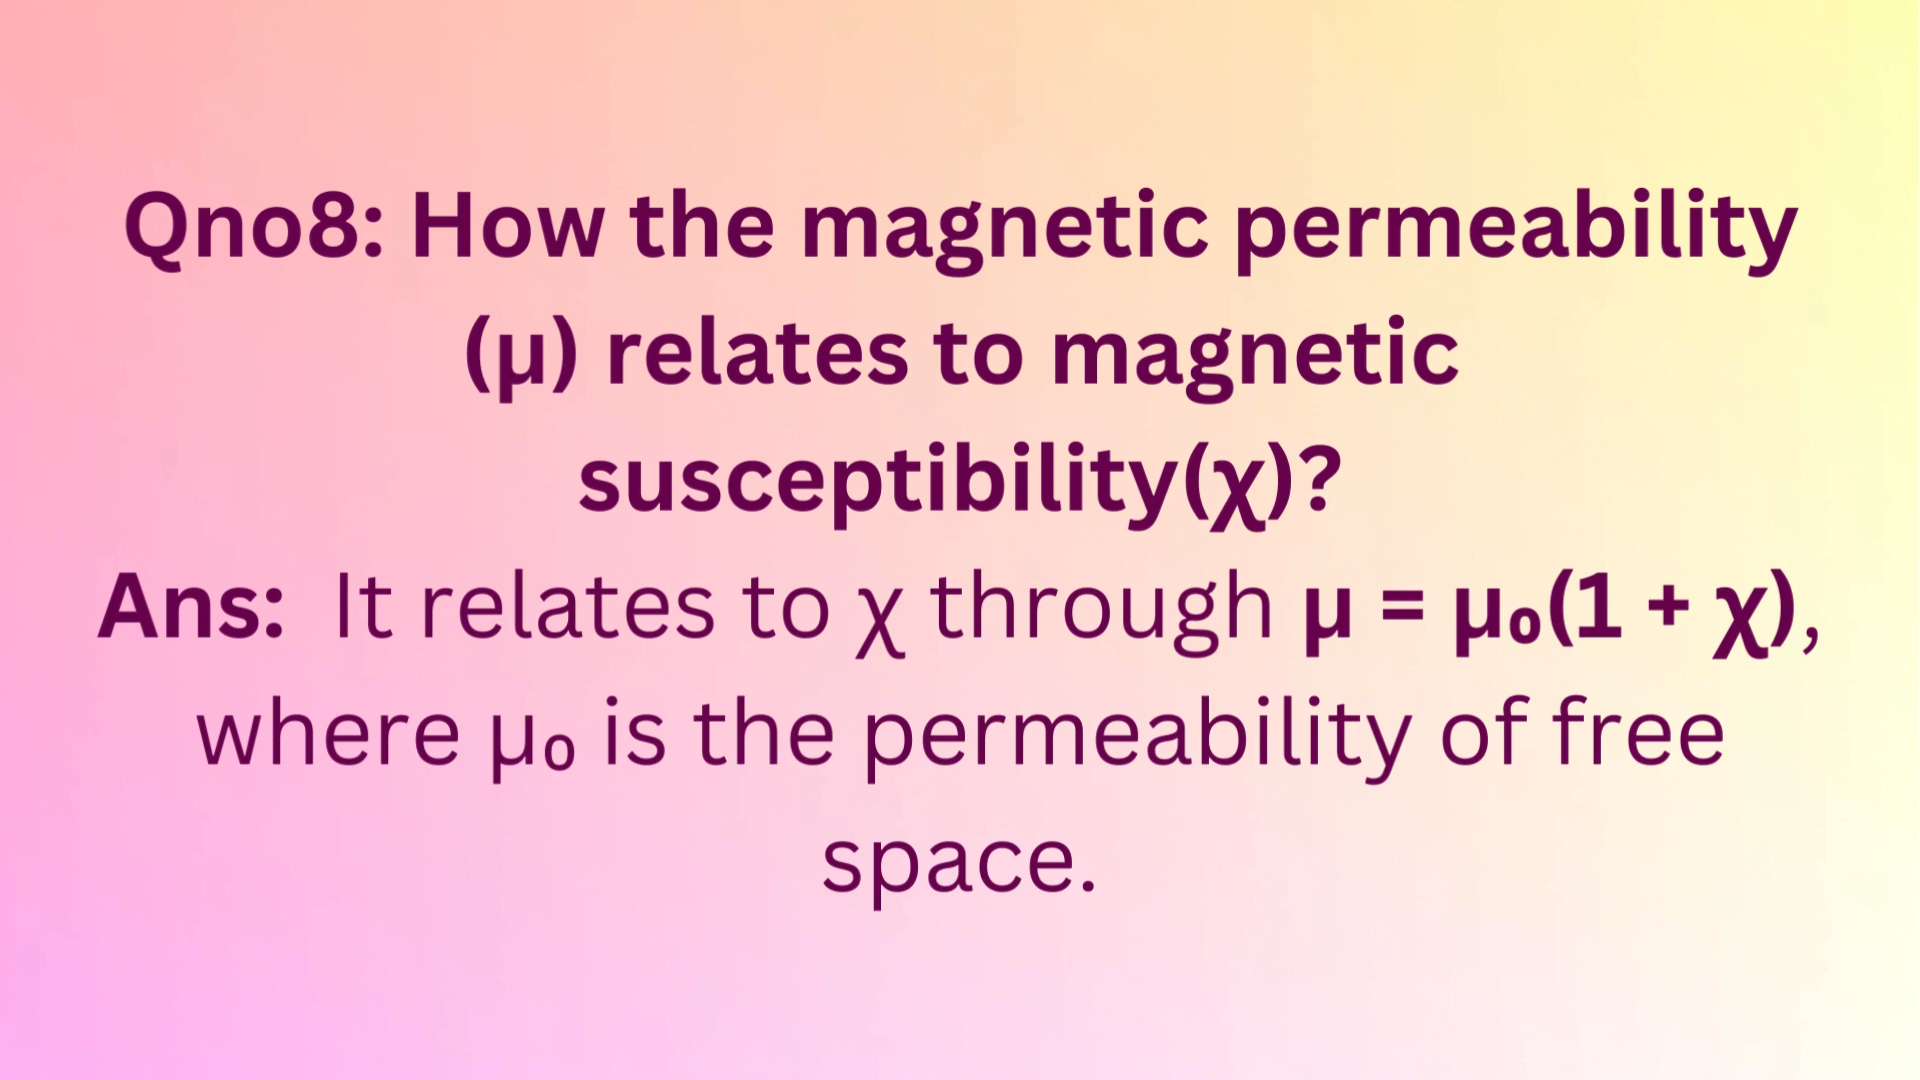 Qno8: How the magnetic permeability
(μ) relates to magnetic
susceptibility(χ)?
Ans: It relates to χ through μ = μ₀(1 + χ),
where μ₀ is the permeability of free
space.